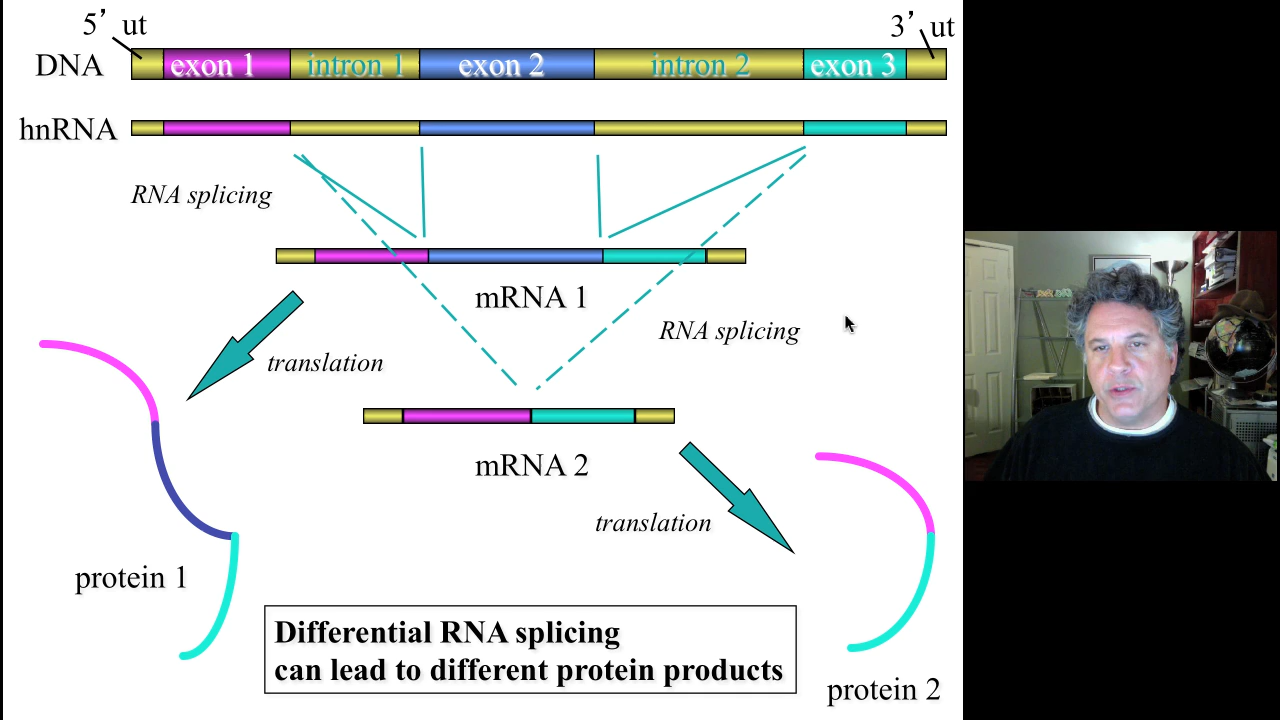 5’ ut
3’ ut
DNA
exon 1
intron 1
exon 2
intron 2
exon 3
hnRNA
RNA splicing
mRNA 1
RNA splicing
translation
mRNA 2
translation
protein 1
Differential RNA splicing
can lead to different protein products
protein 2